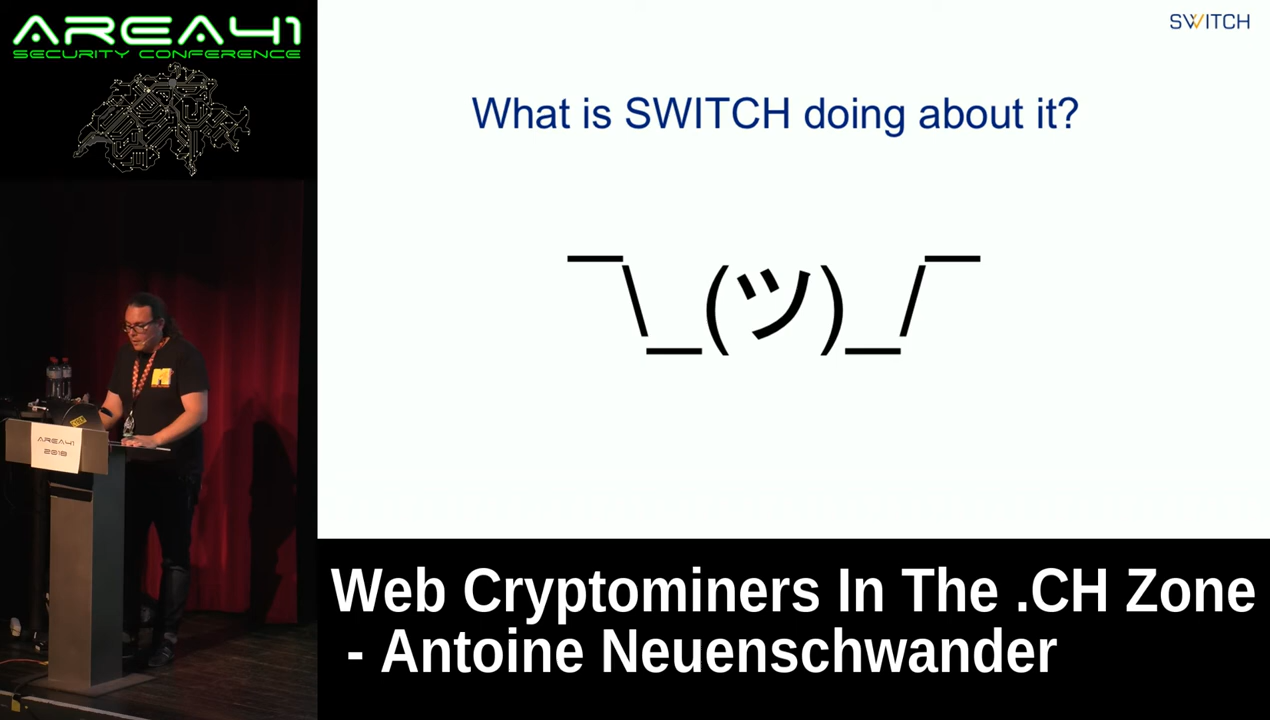 AREA41
SECURITY CONFERENCE
SWITCH
What is SWITCH doing about it?
¯\_(ツ)_/¯
AREA41
2018
Web Cryptominers In The .CH Zone
- Antoine Neuenschwander